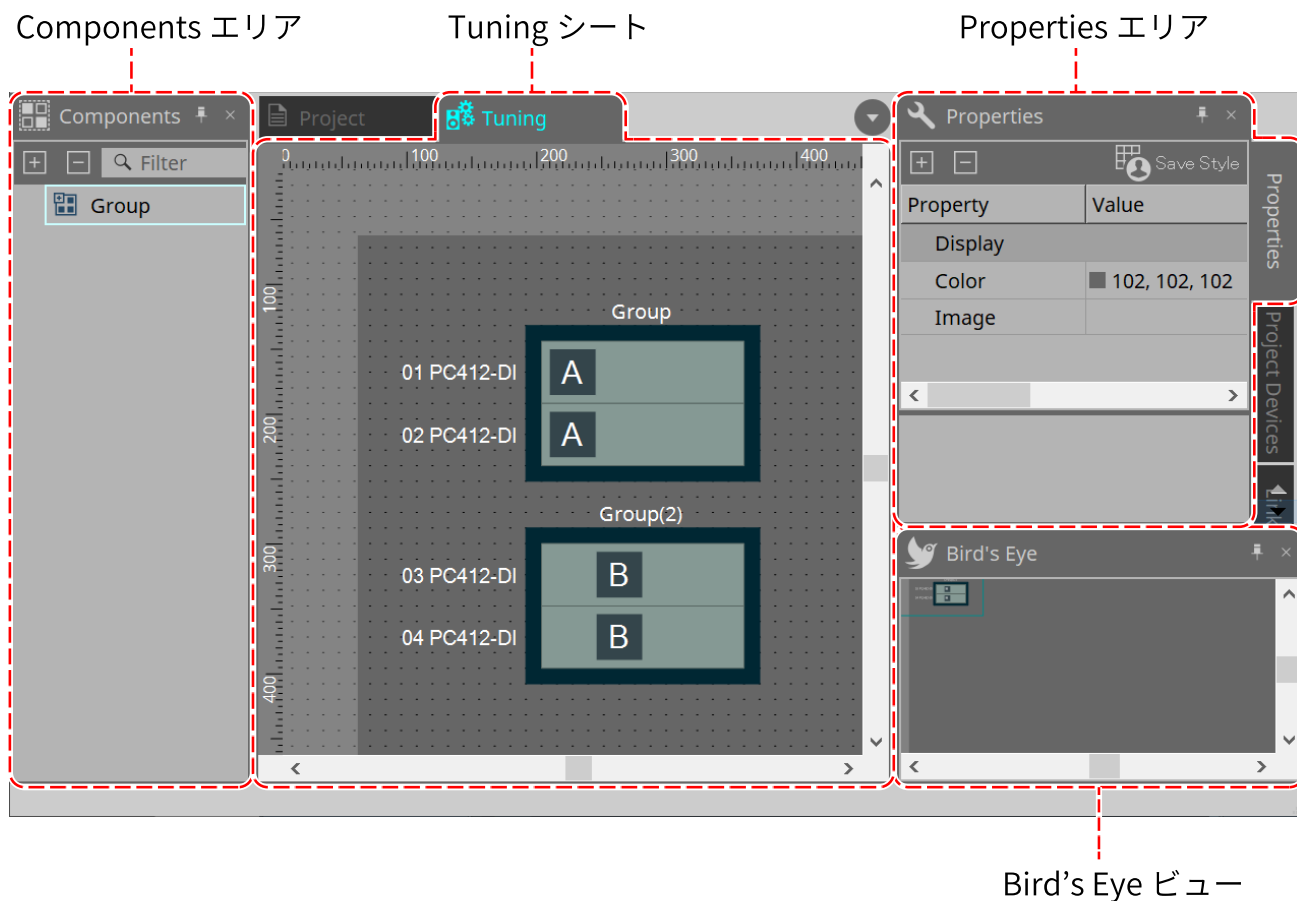 Components エリア
Tuning シート
Properties エリア
Components
Filter
Group
Project
Tuning
0 100 200 300 400
100
200
300
400
Group
01 PC412-DI A
02 PC412-DI A
Group(2)
03 PC412-DI B
04 PC412-DI B
Properties
Save Style
Property Value
Display
Color 102, 102, 102
Image
Properties
Project Devices
Link
Bird's Eye
Bird’s Eye ビュー